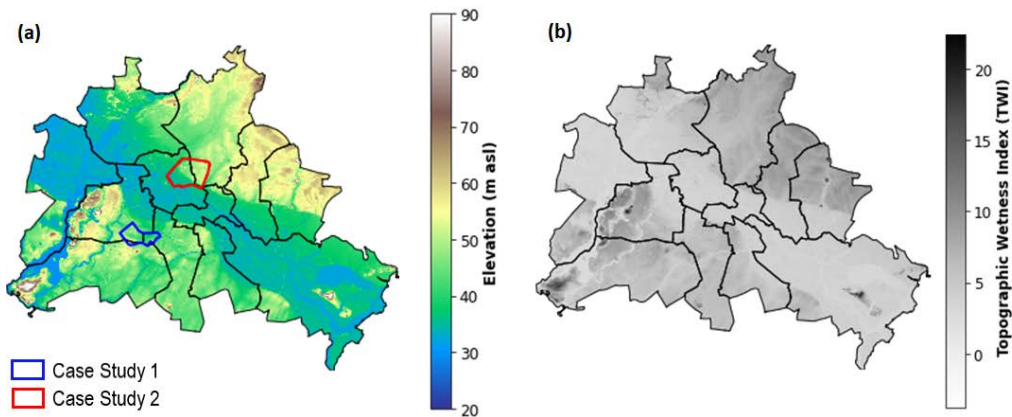 (a)
90
80
70
60
50
40
30
20
Elevation (m asl)
Case Study 1
Case Study 2
(b)
20
15
10
5
0
Topographic Wetness Index (TWI)